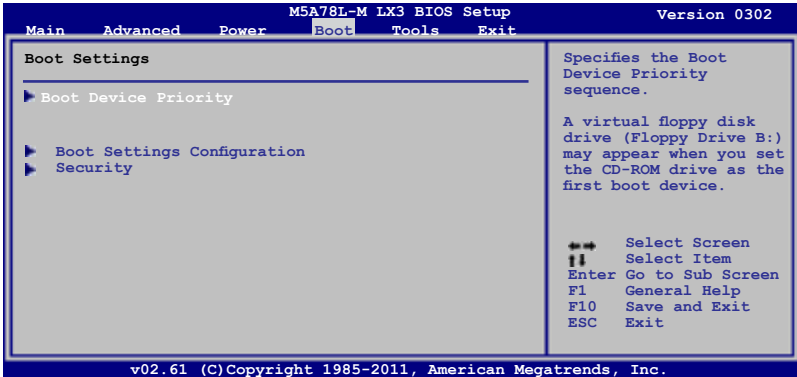 M5A78L-M LX3 BIOS Setup Version 0302
Main Advanced Power Boot Tools Exit
Boot Settings
Boot Device Priority
Boot Settings Configuration
Security
Specifies the Boot
Device Priority
sequence.
A virtual floppy disk
drive (Floppy Drive B:)
may appear when you set
the CD-ROM drive as the
first boot device.
Select Screen
Select Item
Enter Go to Sub Screen
F1 General Help
F10 Save and Exit
ESC Exit
v02.61 (C)Copyright 1985-2011, American Megatrends, Inc.